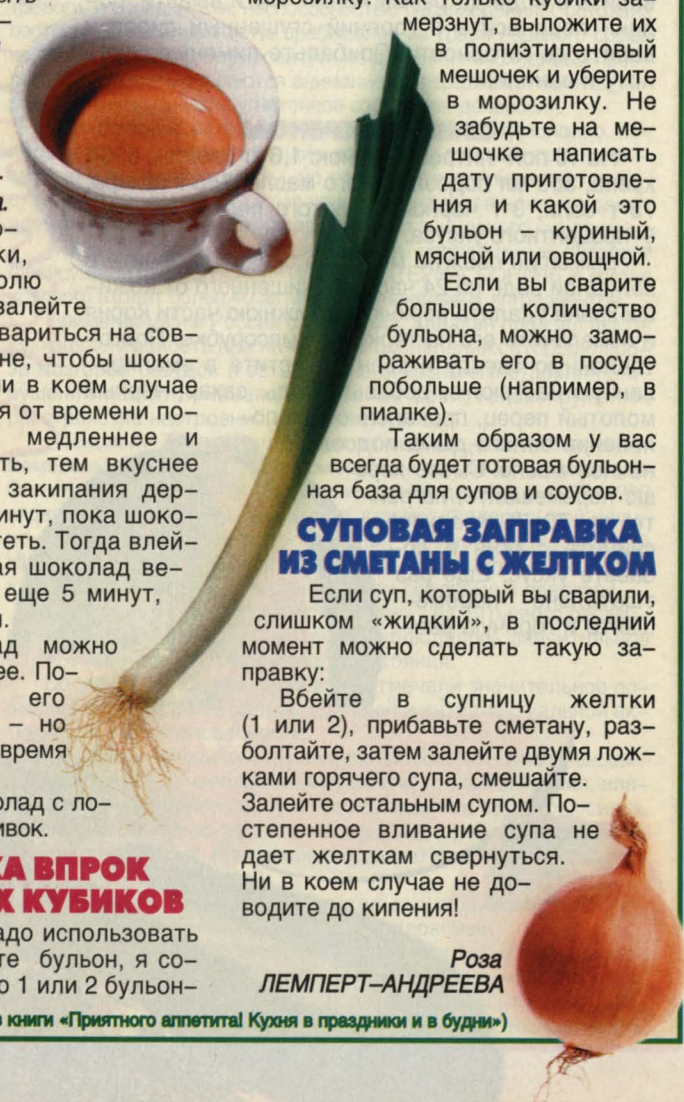 ки,
олю
залейте
вариться на сов–
не, чтобы шоко–
и в коем случае
я от времени по–
медленнее и
ть, тем вкуснее
закипания дер–
инут, пока шоко–
теть. Тогда влей–
ая шоколад ве–
еще 5 минут,
ад можно
ее. По–
его
– но
время
олад с ло–
ивок.
КА ВПРОК
Х КУБИКОВ
адо использовать
те бульон, я со–
о 1 или 2 бульон–
морозилку. Как только кубики за–
мерзнут, выложите их
в полиэтиленовый
мешочек и уберите
в морозилку. Не
забудьте на ме–
шочке написать
дату приготовле–
ния и какой это
бульон – куриный,
мясной или овощной.
Если вы сварите
большое количество
бульона, можно замо–
раживать его в посуде
побольше (например, в
пиалке).
Таким образом у вас
всегда будет готовая бульон–
ная база для супов и соусов.
СУПОВАЯ ЗАПРАВКА
ИЗ СМЕТАНЫ С ЖЕЛТКОМ
Если суп, который вы сварили,
слишком «жидкий», в последний
момент можно сделать такую за–
правку:
Вбейте в супницу желтки
(1 или 2), прибавьте сметану, раз–
болтайте, затем залейте двумя лож–
ками горячего супа, смешайте.
Залейте остальным супом. По–
степенное вливание супа не
дает желткам свернуться.
Ни в коем случае не до–
водите до кипения!
Роза
ЛЕМПЕРТ–АНДРЕЕВА
з книги «Приятного аппетита! Кухня в праздники и в будни»)